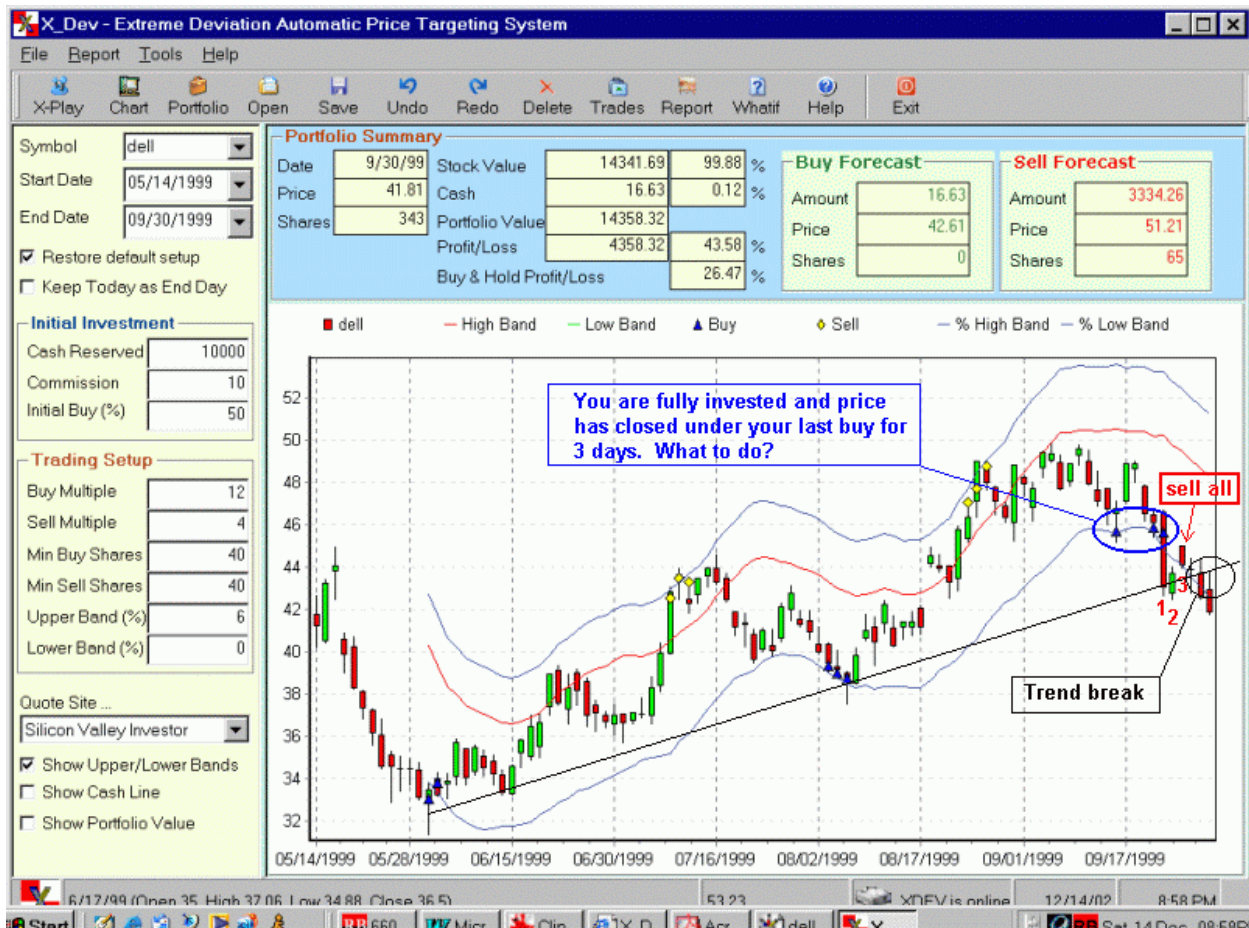 X_Dev - Extreme Deviation Automatic Price Targeting System
File Report Tools Help
X-Play Chart Portfolio Open Save Undo Redo Delete Trades Report Whatif Help Exit
Symbol dell
Start Date 05/14/1999
End Date 09/30/1999
Restore default setup
Keep Today as End Day
Initial Investment
Cash Reserved 10000
Commission 10
Initial Buy (%) 50
Trading Setup
Buy Multiple 12
Sell Multiple 4
Min Buy Shares 40
Min Sell Shares 40
Upper Band (%) 6
Lower Band (%) 0
Quote Site ...
Silicon Valley Investor
Show Upper/Lower Bands
Show Cash Line
Show Portfolio Value
Portfolio Summary
Date 9/30/99 Stock Value 14341.69 99.88 %
Price 41.81 Cash 16.63 0.12 %
Shares 343 Portfolio Value 14358.32
Profit/Loss 4358.32 43.58 %
Buy & Hold Profit/Loss 26.47 %
Buy Forecast
Amount 16.63
Price 42.61
Shares 0
Sell Forecast
Amount 3334.26
Price 51.21
Shares 65
dell High Band Low Band Buy Sell % High Band % Low Band
You are fully invested and price
has closed under your last buy for
3 days. What to do?
sell all
3
1 2
Trend break
52
50
48
46
44
42
40
38
36
34
32
05/14/1999 05/28/1999 06/15/1999 06/30/1999 07/16/1999 08/02/1999 08/17/1999 09/01/1999 09/17/1999
6/17/99 (Open 35, High 37.06, Low 34.88, Close 36.5) 53.23 XDEV is online 12/14/02 8:58 PM
Start 660 Micr Clip X_D Acr dell X Sat 14 Dec 08:58P